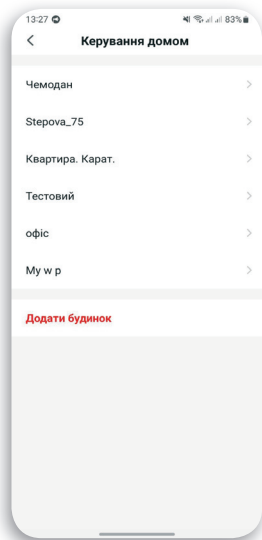 13:27 83%
Керування домом
Чемодан
Stepova_75
Квартира. Карат.
Тестовий
офіс
My w p
Додати будинок